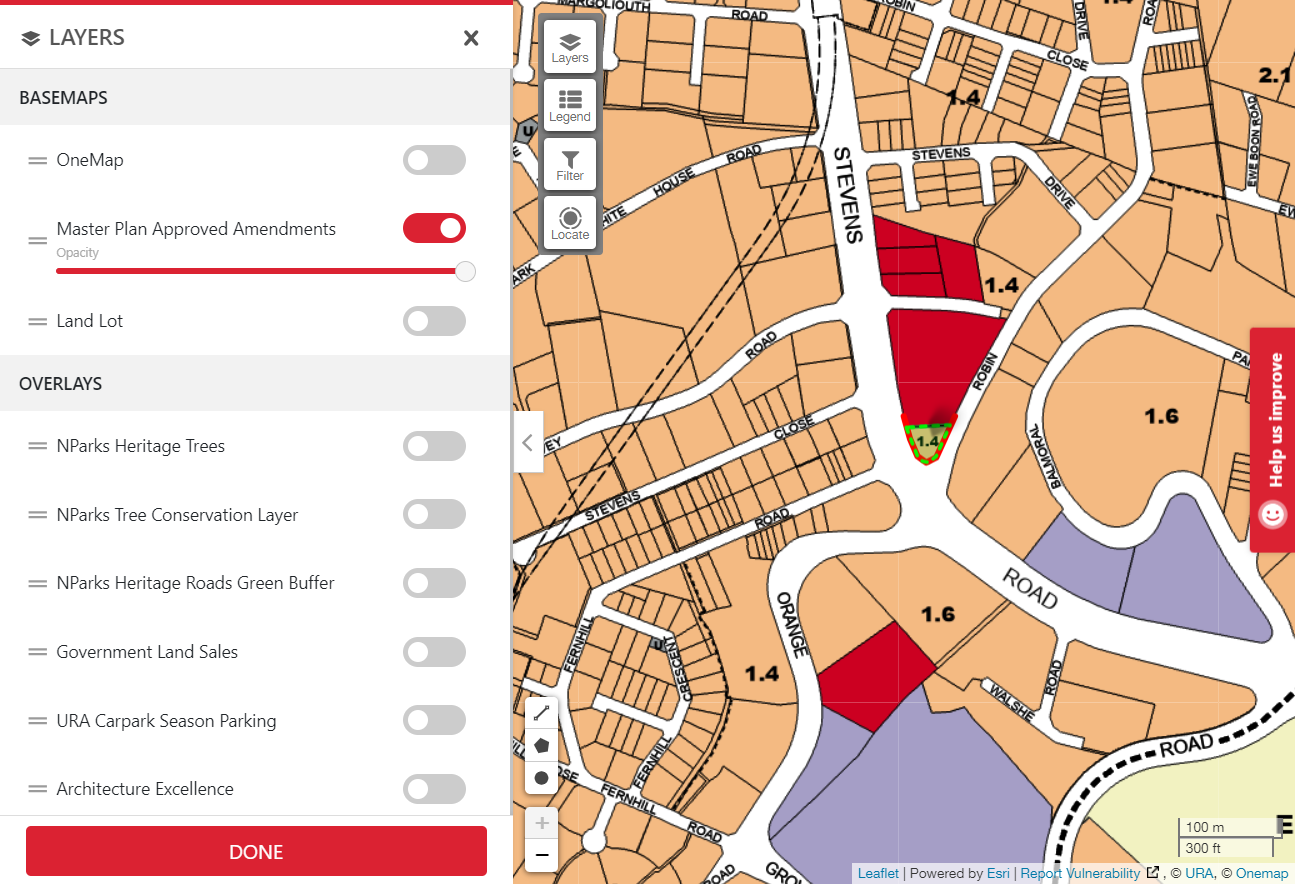 LAYERS
BASEMAPS
OneMap
Master Plan Approved Amendments
Opacity
Land Lot
OVERLAYS
NParks Heritage Trees
NParks Tree Conservation Layer
NParks Heritage Roads Green Buffer
Government Land Sales
URA Carpark Season Parking
Architecture Excellence
DONE
Layers
Legend
Filter
Locate
ROAD
ROBIN
DRIVE
ROAD
1.4
CLOSE
2.1
1.4
U
EWE BOON ROAD
STEVENS
STEVENS
DRIVE
HOUSE
ROAD
1.4
ROAD
ROBIN
1.4
1.6
BALMORAL
CLOSE
STEVENS
ROAD
ROAD
ORANGE
1.6
1.4
FERNHILL
U
CRESCENT
FERNHILL
WALSHE
ROAD
ROAD
FERNHILL
ROAD
ROAD
Help us improve
+
−
100 m
300 ft
Leaflet | Powered by Esri | Report Vulnerability , © URA, © Onemap